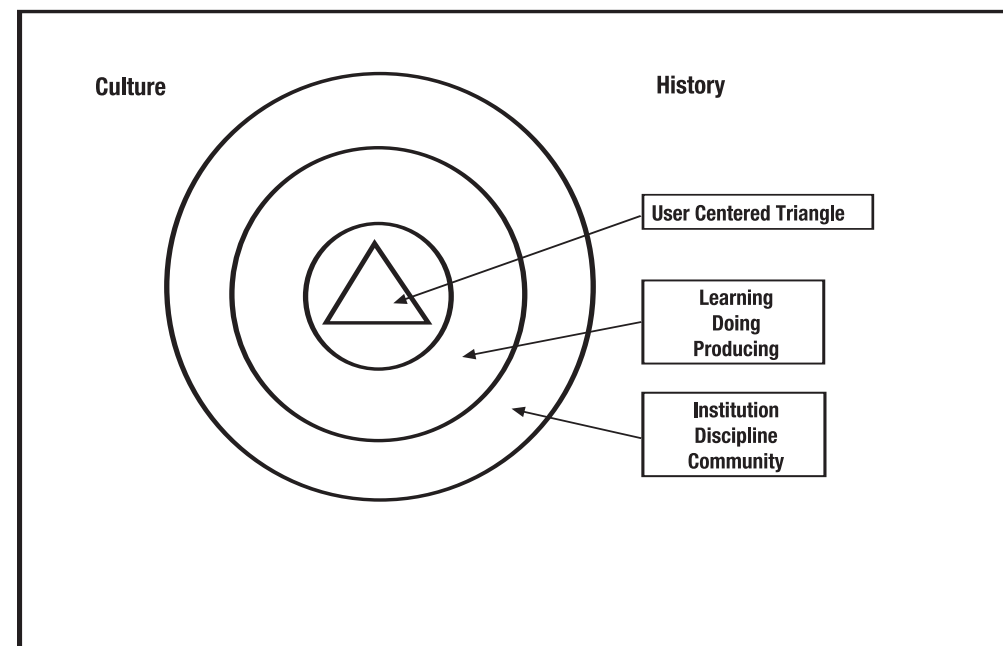 Culture
History
User Centered Triangle
Learning
Doing
Producing
Institution
Discipline
Community